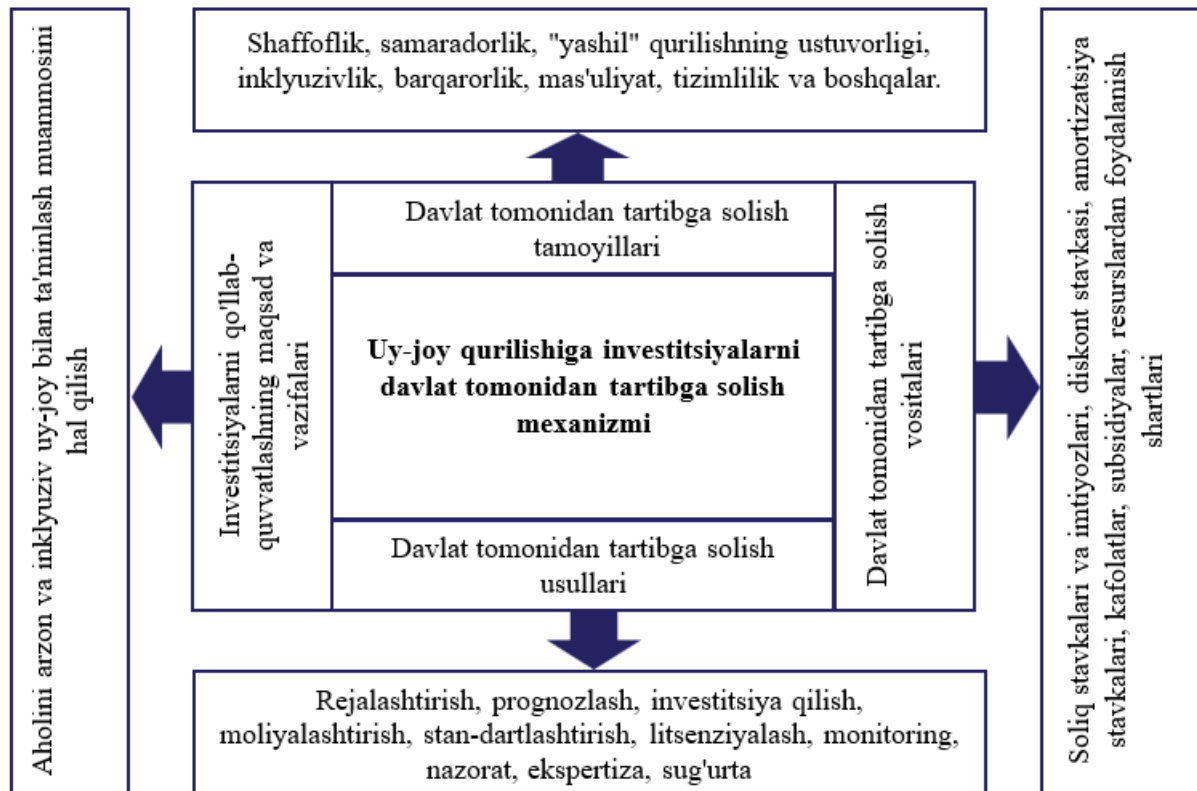 Shaffoflik, samaradorlik, "yashil" qurilishning ustuvorligi,
inklyuzivlik, barqarorlik, mas'uliyat, tizimlilik va boshqalar.
Aholini arzon va inklyuziv uy-joy bilan ta'minlash muammosini
hal qilish
Investitsiyalarni qo'llab-
quvvatlashning maqsad va
vazifalari
Davlat tomonidan tartibga solish
tamoyillari
Uy-joy qurilishiga investitsiyalarni
davlat tomonidan tartibga solish
mexanizmi
Davlat tomonidan tartibga solish
usullari
Davlat tomonidan tartibga solish
vositalari
Soliq stavkalari va imtiyozlari, diskont stavkasi, amortizatsiya
stavkalari, kafolatlar, subsidiyalar, resurslardan foydalanish
shartlari
Rejalashtirish, prognozlash, investitsiya qilish,
moliyalashtirish, stan-dartlashtirish, litsenziyalash, monitoring,
nazorat, ekspertiza, sug'urta